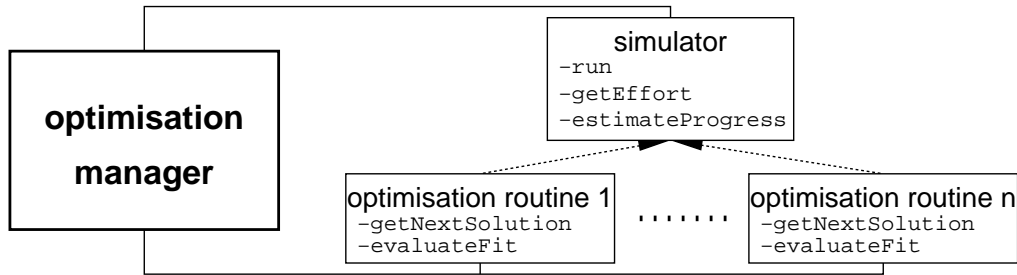 optimisation
manager
simulator
−run
−getEffort
−estimateProgress
optimisation routine 1
−getNextSolution
−evaluateFit
.......
optimisation routine n
−getNextSolution
−evaluateFit